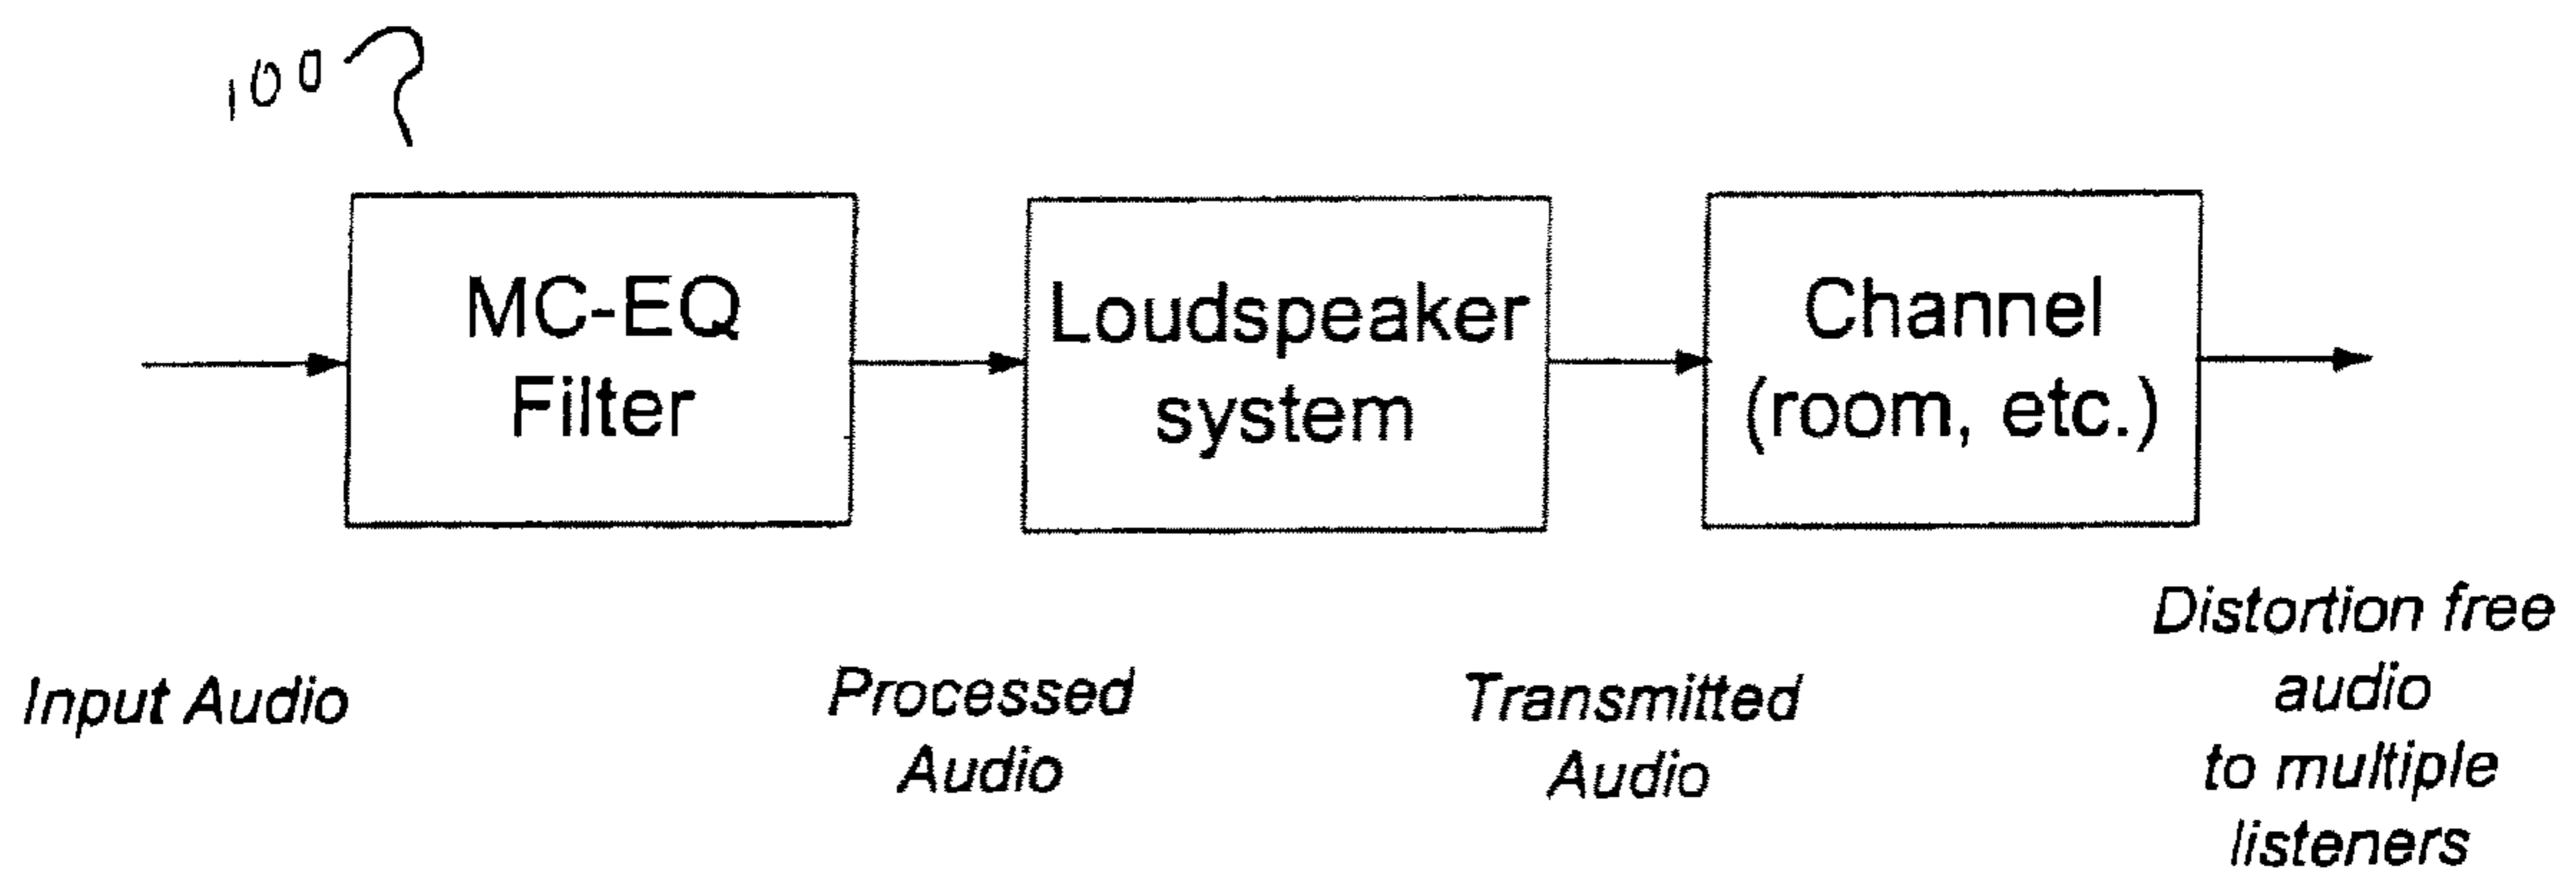 100
MC-EQ
Filter
Loudspeaker
system
Channel
(room, etc.)
Input Audio
Processed
Audio
Transmitted
Audio
Distortion free
audio
to multiple
listeners